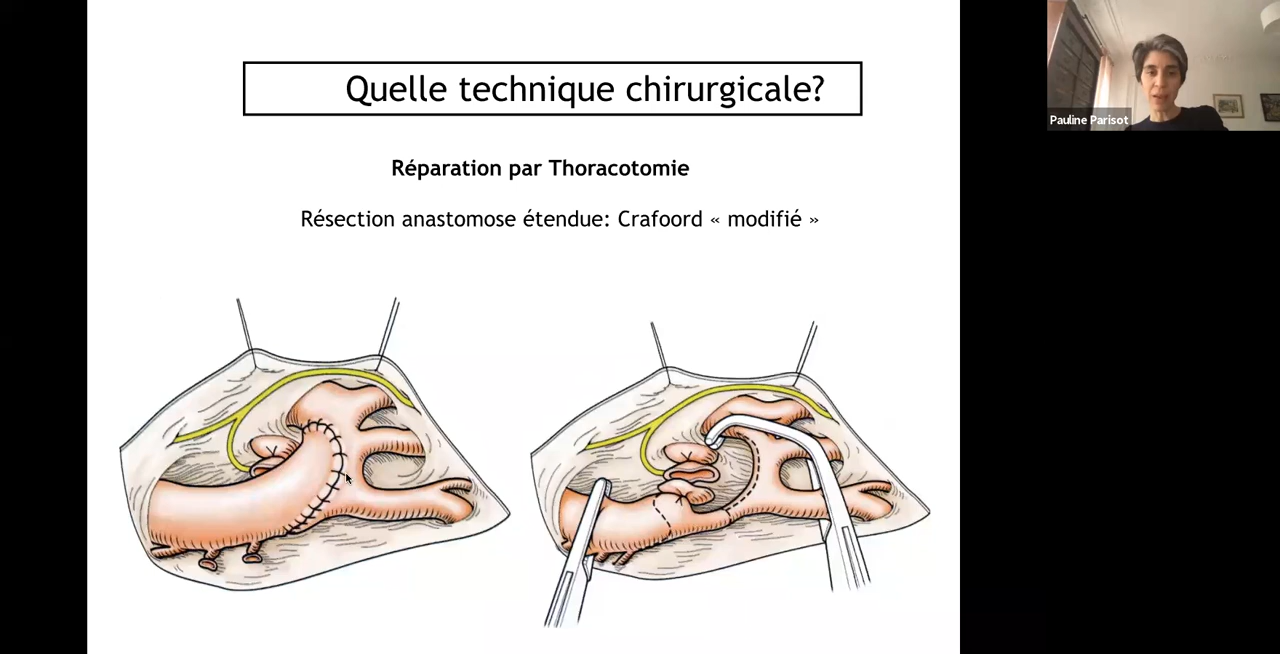 Quelle technique chirurgicale?
Réparation par Thoracotomie
Résection anastomose étendue: Crafoord « modifié »
Pauline Parisot